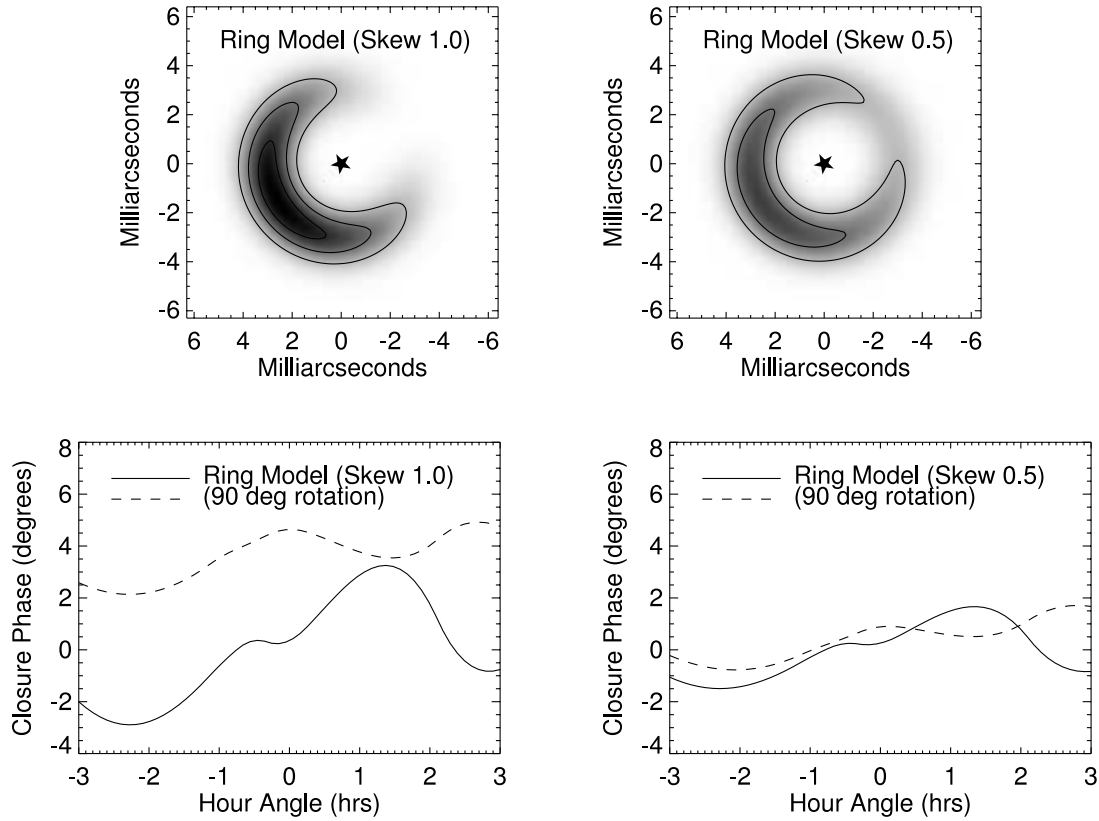 Ring Model (Skew 1.0)
Milliarcseconds
6
4
2
0
-2
-4
-6
6 4 2 0 -2 -4 -6
Milliarcseconds
Ring Model (Skew 0.5)
Milliarcseconds
6
4
2
0
-2
-4
-6
6 4 2 0 -2 -4 -6
Milliarcseconds
Ring Model (Skew 1.0)
(90 deg rotation)
Closure Phase (degrees)
8
6
4
2
0
-2
-4
-3 -2 -1 0 1 2 3
Hour Angle (hrs)
Ring Model (Skew 0.5)
(90 deg rotation)
Closure Phase (degrees)
8
6
4
2
0
-2
-4
-3 -2 -1 0 1 2 3
Hour Angle (hrs)